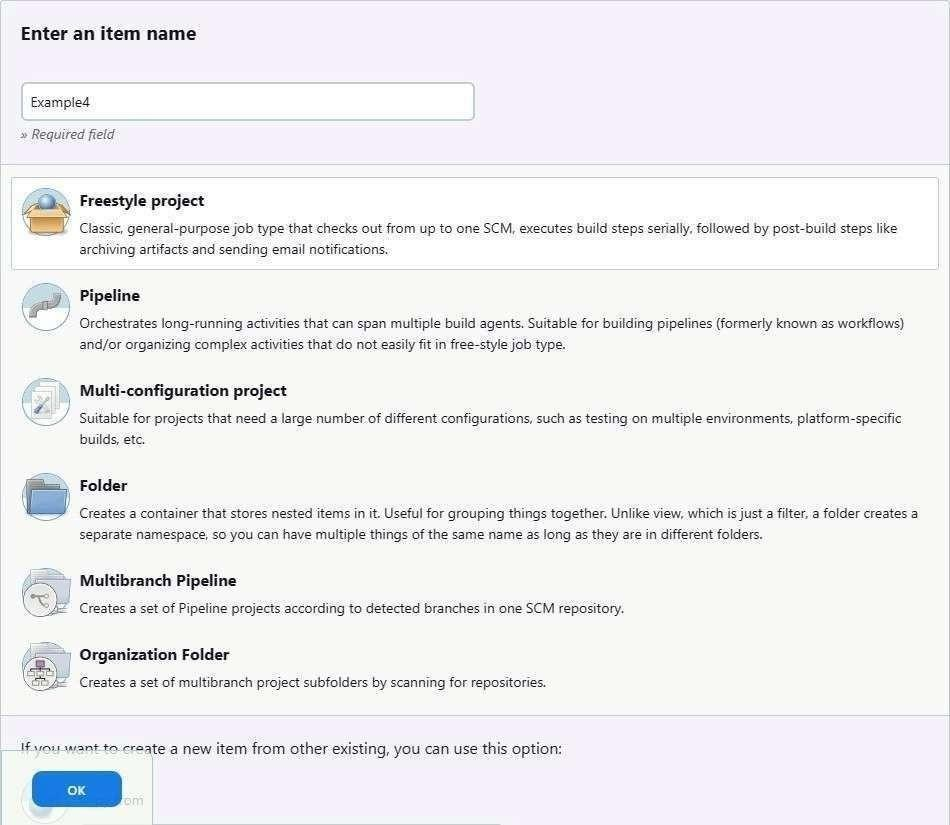 Enter an item name
Example4
» Required field
Freestyle project
Classic, general-purpose job type that checks out from up to one SCM, executes build steps serially, followed by post-build steps like
archiving artifacts and sending email notifications.
Pipeline
Orchestrates long-running activities that can span multiple build agents. Suitable for building pipelines (formerly known as workflows)
and/or organizing complex activities that do not easily fit in free-style job type.
Multi-configuration project
Suitable for projects that need a large number of different configurations, such as testing on multiple environments, platform-specific
builds, etc.
Folder
Creates a container that stores nested items in it. Useful for grouping things together. Unlike view, which is just a filter, a folder creates a
separate namespace, so you can have multiple things of the same name as long as they are in different folders.
Multibranch Pipeline
Creates a set of Pipeline projects according to detected branches in one SCM repository.
Organization Folder
Creates a set of multibranch project subfolders by scanning for repositories.
If you want to create a new item from other existing, you can use this option:
OK